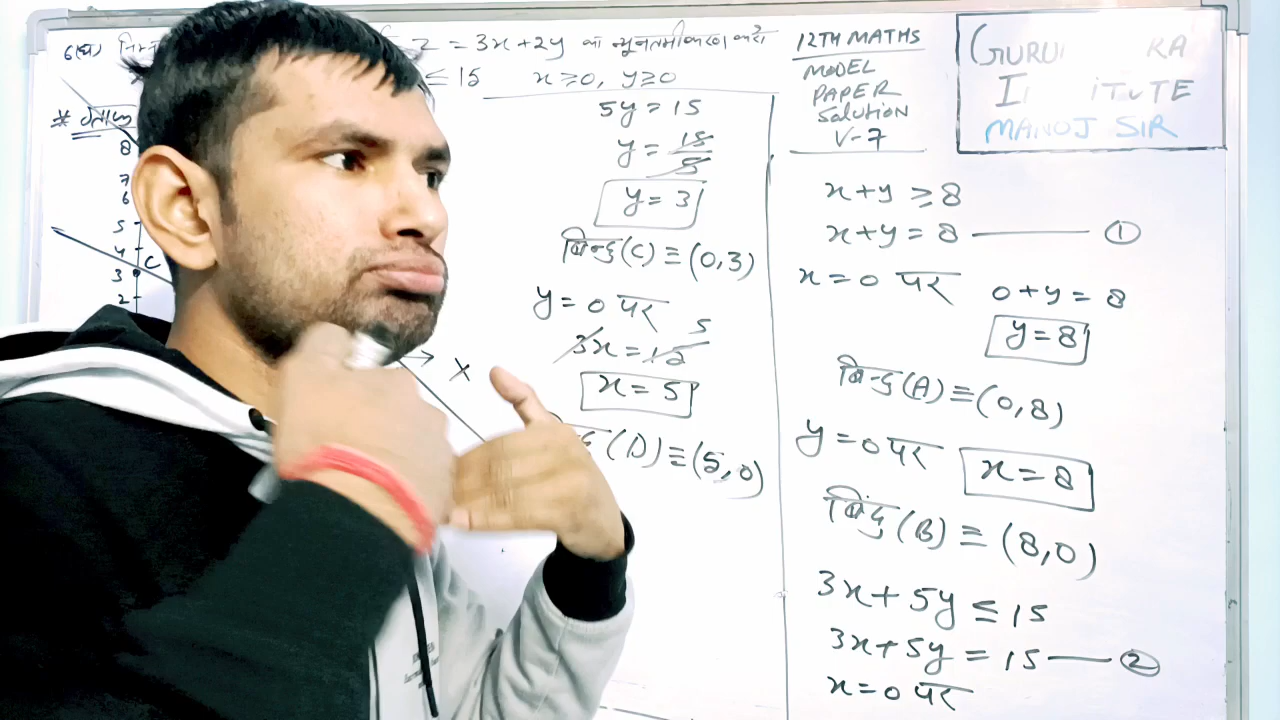 6(ब) Z = 3x+2y का न्यूनतमीकरण करो
≤ 15 x≥0, y≥0
8
7
6
5
4 C
3
2
X
5y = 15
y = 15/5
y = 3
बिन्दु(C) ≡ (0,3)
y = 0 पर
3x = 15 5
x = 5
(D) ≡ (5,0)
12TH MATHS
MODEL
PAPER
Solution
V-7
MANOJ SIR
x+y ≥ 8
x+y = 8 ——— ①
x=0 पर 0+y = 8
y=8
बिन्दु(A) ≡ (0,8)
y=0 पर x=8
बिंदु(B) ≡ (8,0)
3x+5y ≤ 15
3x+5y = 15 — ②
x=0 पर